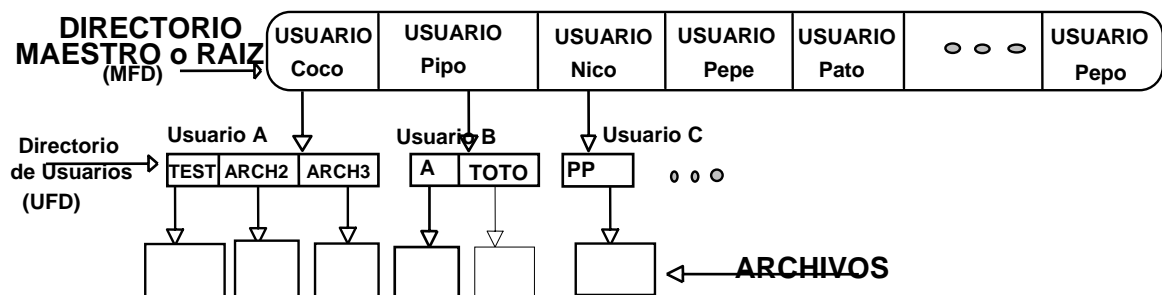 DIRECTORIO
MAESTRO o RAIZ
(MFD)
USUARIO USUARIO USUARIO USUARIO USUARIO USUARIO
Coco Pipo Nico Pepe Pato Pepo
Usuario A Usuario B Usuario C
Directorio
de Usuarios
(UFD)
TEST ARCH2 ARCH3 A TOTO PP
ARCHIVOS